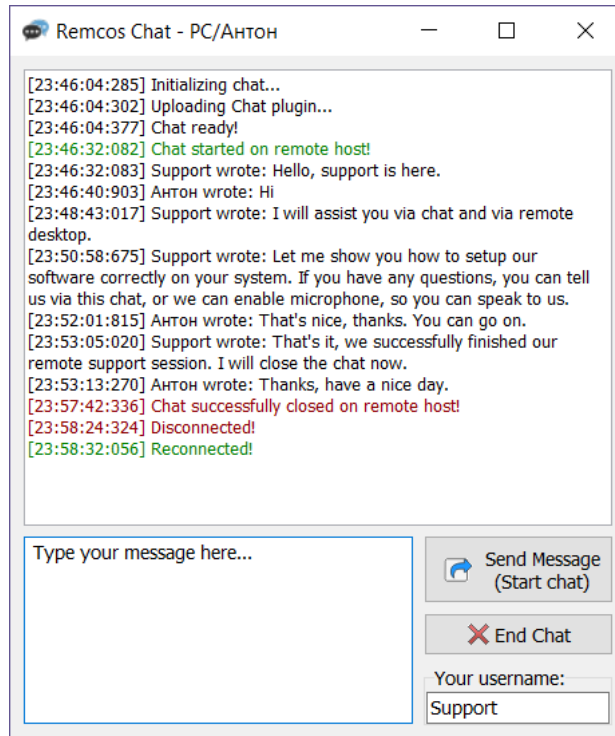 Remcos Chat - PC/Антон
[23:46:04:285] Initializing chat...
[23:46:04:302] Uploading Chat plugin...
[23:46:04:377] Chat ready!
[23:46:32:082] Chat started on remote host!
[23:46:32:083] Support wrote: Hello, support is here.
[23:46:40:903] Антон wrote: Hi
[23:48:43:017] Support wrote: I will assist you via chat and via remote
desktop.
[23:50:58:675] Support wrote: Let me show you how to setup our
software correctly on your system. If you have any questions, you can tell
us via this chat, or we can enable microphone, so you can speak to us.
[23:52:01:815] Антон wrote: That's nice, thanks. You can go on.
[23:53:05:020] Support wrote: That's it, we successfully finished our
remote support session. I will close the chat now.
[23:53:13:270] Антон wrote: Thanks, have a nice day.
[23:57:42:336] Chat successfully closed on remote host!
[23:58:24:324] Disconnected!
[23:58:32:056] Reconnected!
Type your message here...
Send Message
(Start chat)
End Chat
Your username:
Support